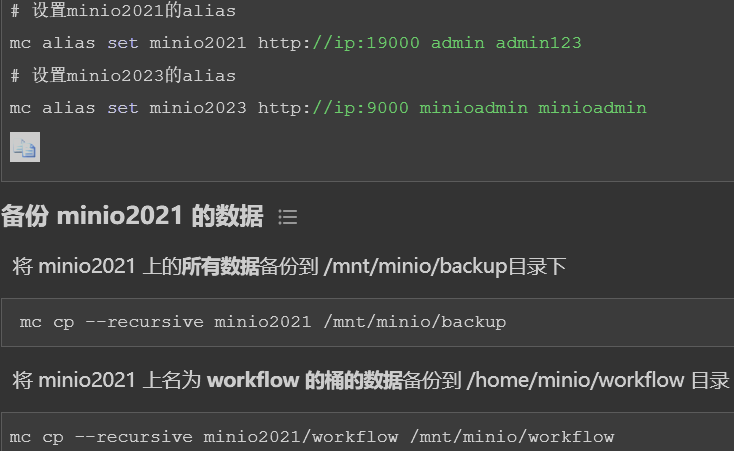 # 设置minio2021的alias
mc alias set minio2021 http://ip:19000 admin admin123
# 设置minio2023的alias
mc alias set minio2023 http://ip:9000 minioadmin minioadmin
备份 minio2021 的数据
将 minio2021 上的所有数据备份到 /mnt/minio/backup目录下
mc cp --recursive minio2021 /mnt/minio/backup
将 minio2021 上名为 workflow 的桶的数据备份到 /home/minio/workflow 目录
mc cp --recursive minio2021/workflow /mnt/minio/workflow